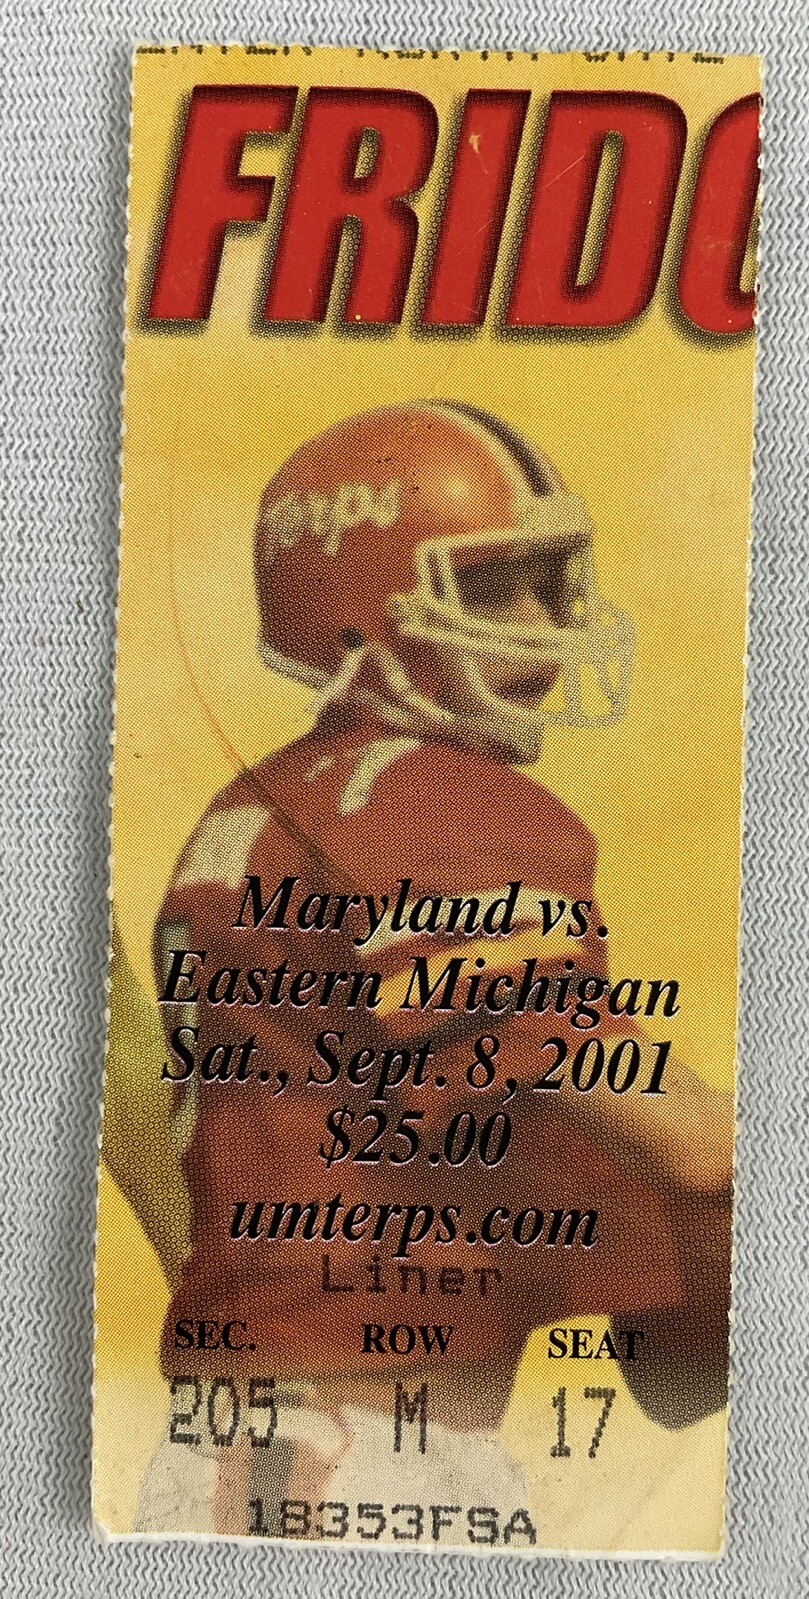 FRIDG
terps
Maryland vs.
Eastern Michigan
Sat., Sept. 8, 2001
$25.00
umterps.com
Liner
SEC. ROW SEAT
205 M 17
18353FSA